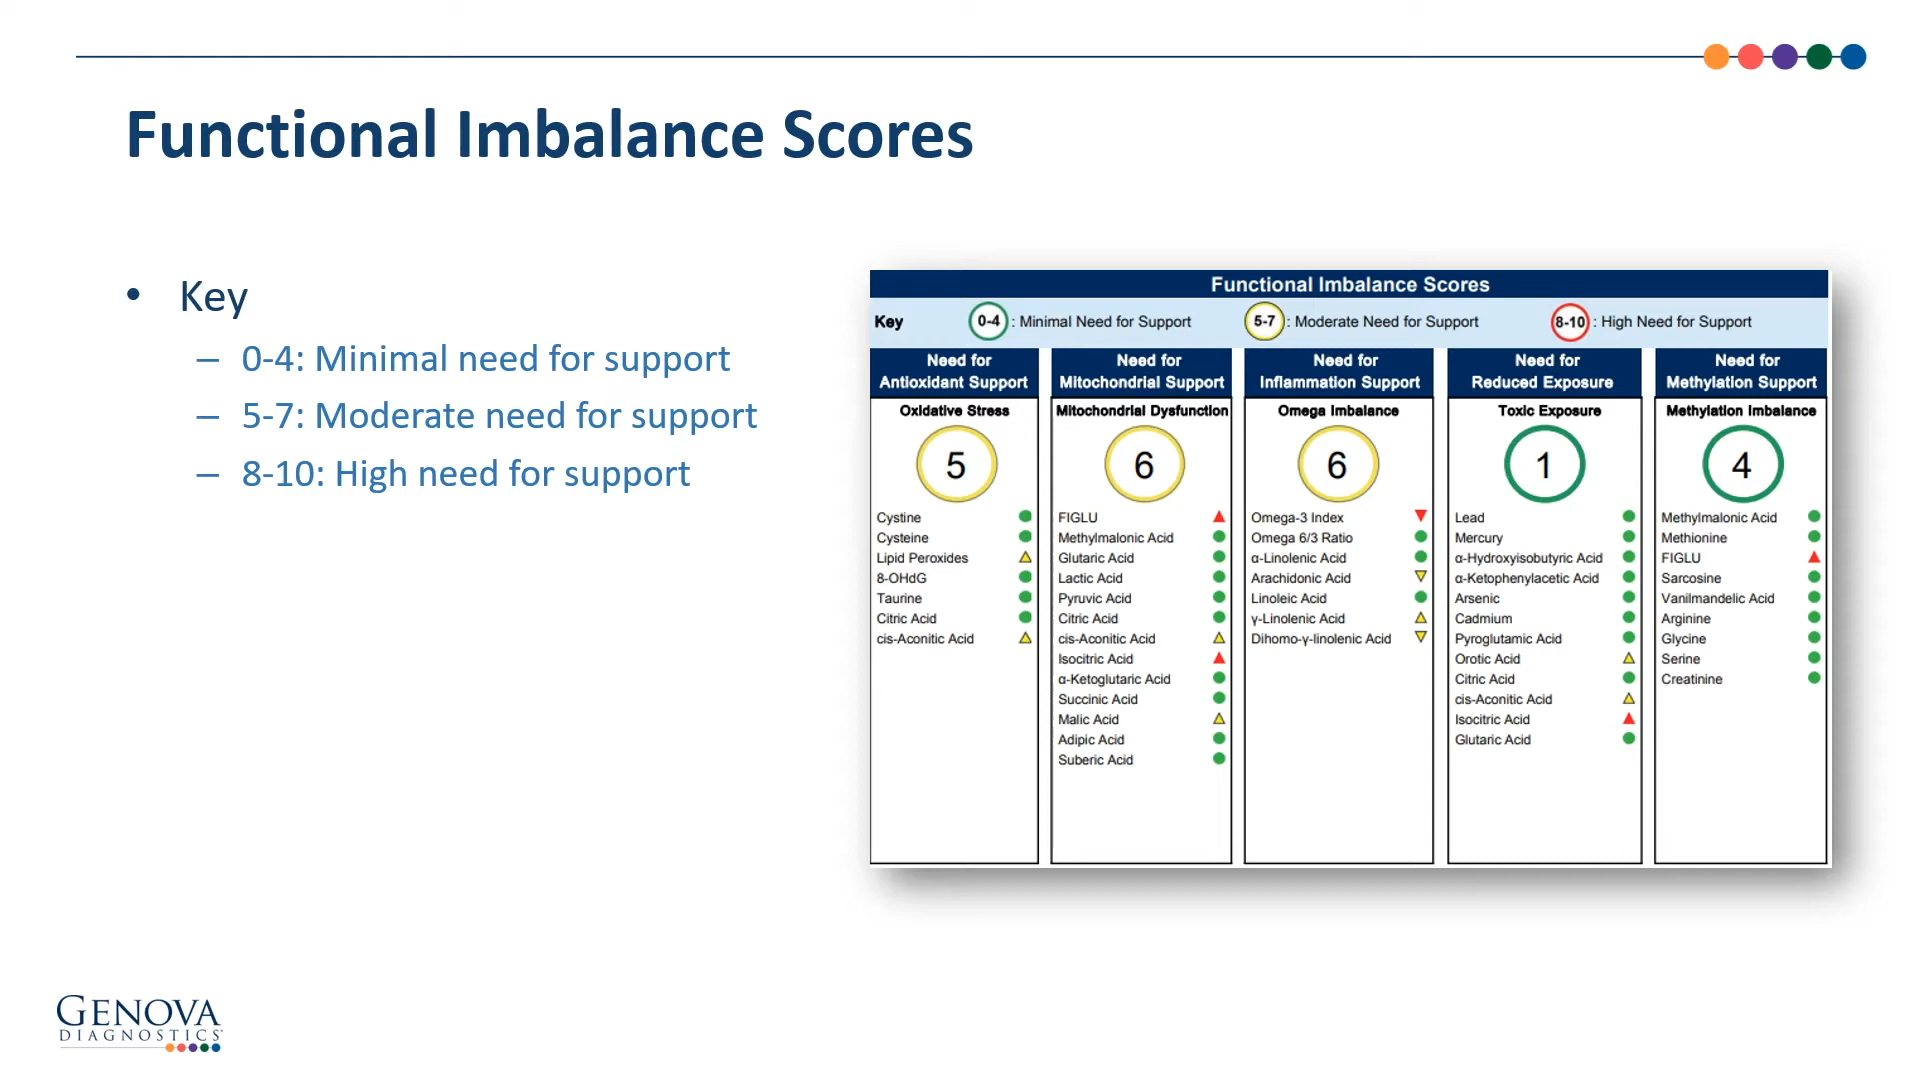 Functional Imbalance Scores
• Key
– 0-4: Minimal need for support
– 5-7: Moderate need for support
– 8-10: High need for support
Functional Imbalance Scores
Key 0-4 : Minimal Need for Support 5-7 : Moderate Need for Support 8-10 : High Need for Support
Need for
Antioxidant Support
Oxidative Stress
5
Cystine
Cysteine
Lipid Peroxides
8-OHdG
Taurine
Citric Acid
cis-Aconitic Acid
Need for
Mitochondrial Support
Mitochondrial Dysfunction
6
FIGLU
Methylmalonic Acid
Glutaric Acid
Lactic Acid
Pyruvic Acid
Citric Acid
cis-Aconitic Acid
Isocitric Acid
α-Ketoglutaric Acid
Succinic Acid
Malic Acid
Adipic Acid
Suberic Acid
Need for
Inflammation Support
Omega Imbalance
6
Omega-3 Index
Omega 6/3 Ratio
α-Linolenic Acid
Arachidonic Acid
Linoleic Acid
γ-Linolenic Acid
Dihomo-γ-linolenic Acid
Need for
Reduced Exposure
Toxic Exposure
1
Lead
Mercury
α-Hydroxyisobutyric Acid
α-Ketophenylacetic Acid
Arsenic
Cadmium
Pyroglutamic Acid
Orotic Acid
Citric Acid
cis-Aconitic Acid
Isocitric Acid
Glutaric Acid
Need for
Methylation Support
Methylation Imbalance
4
Methylmalonic Acid
Methionine
FIGLU
Sarcosine
Vanilmandelic Acid
Arginine
Glycine
Serine
Creatinine
GENOVA
DIAGNOSTICS